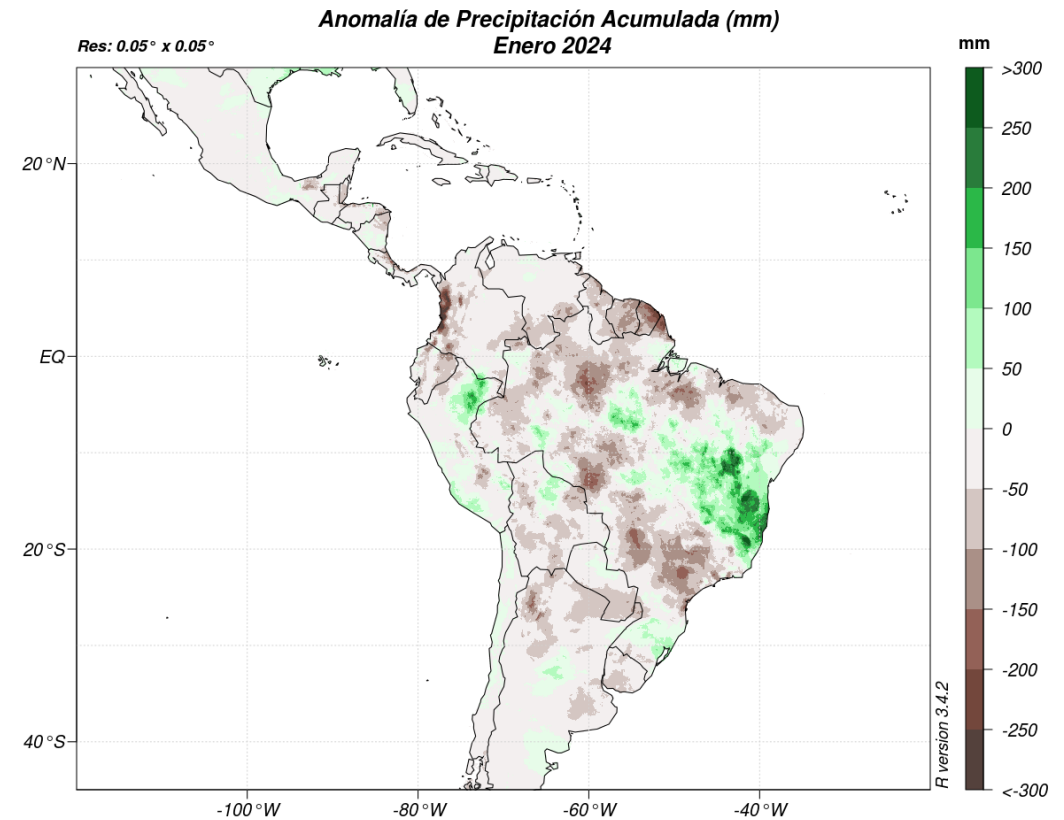 Anomalía de Precipitación Acumulada (mm)
Enero 2024
Res: 0.05° x 0.05°
mm
>300
250
200
150
100
50
0
-50
-100
-150
-200
-250
<-300
20°N
EQ
20°S
40°S
-100°W
-80°W
-60°W
-40°W
R version 3.4.2